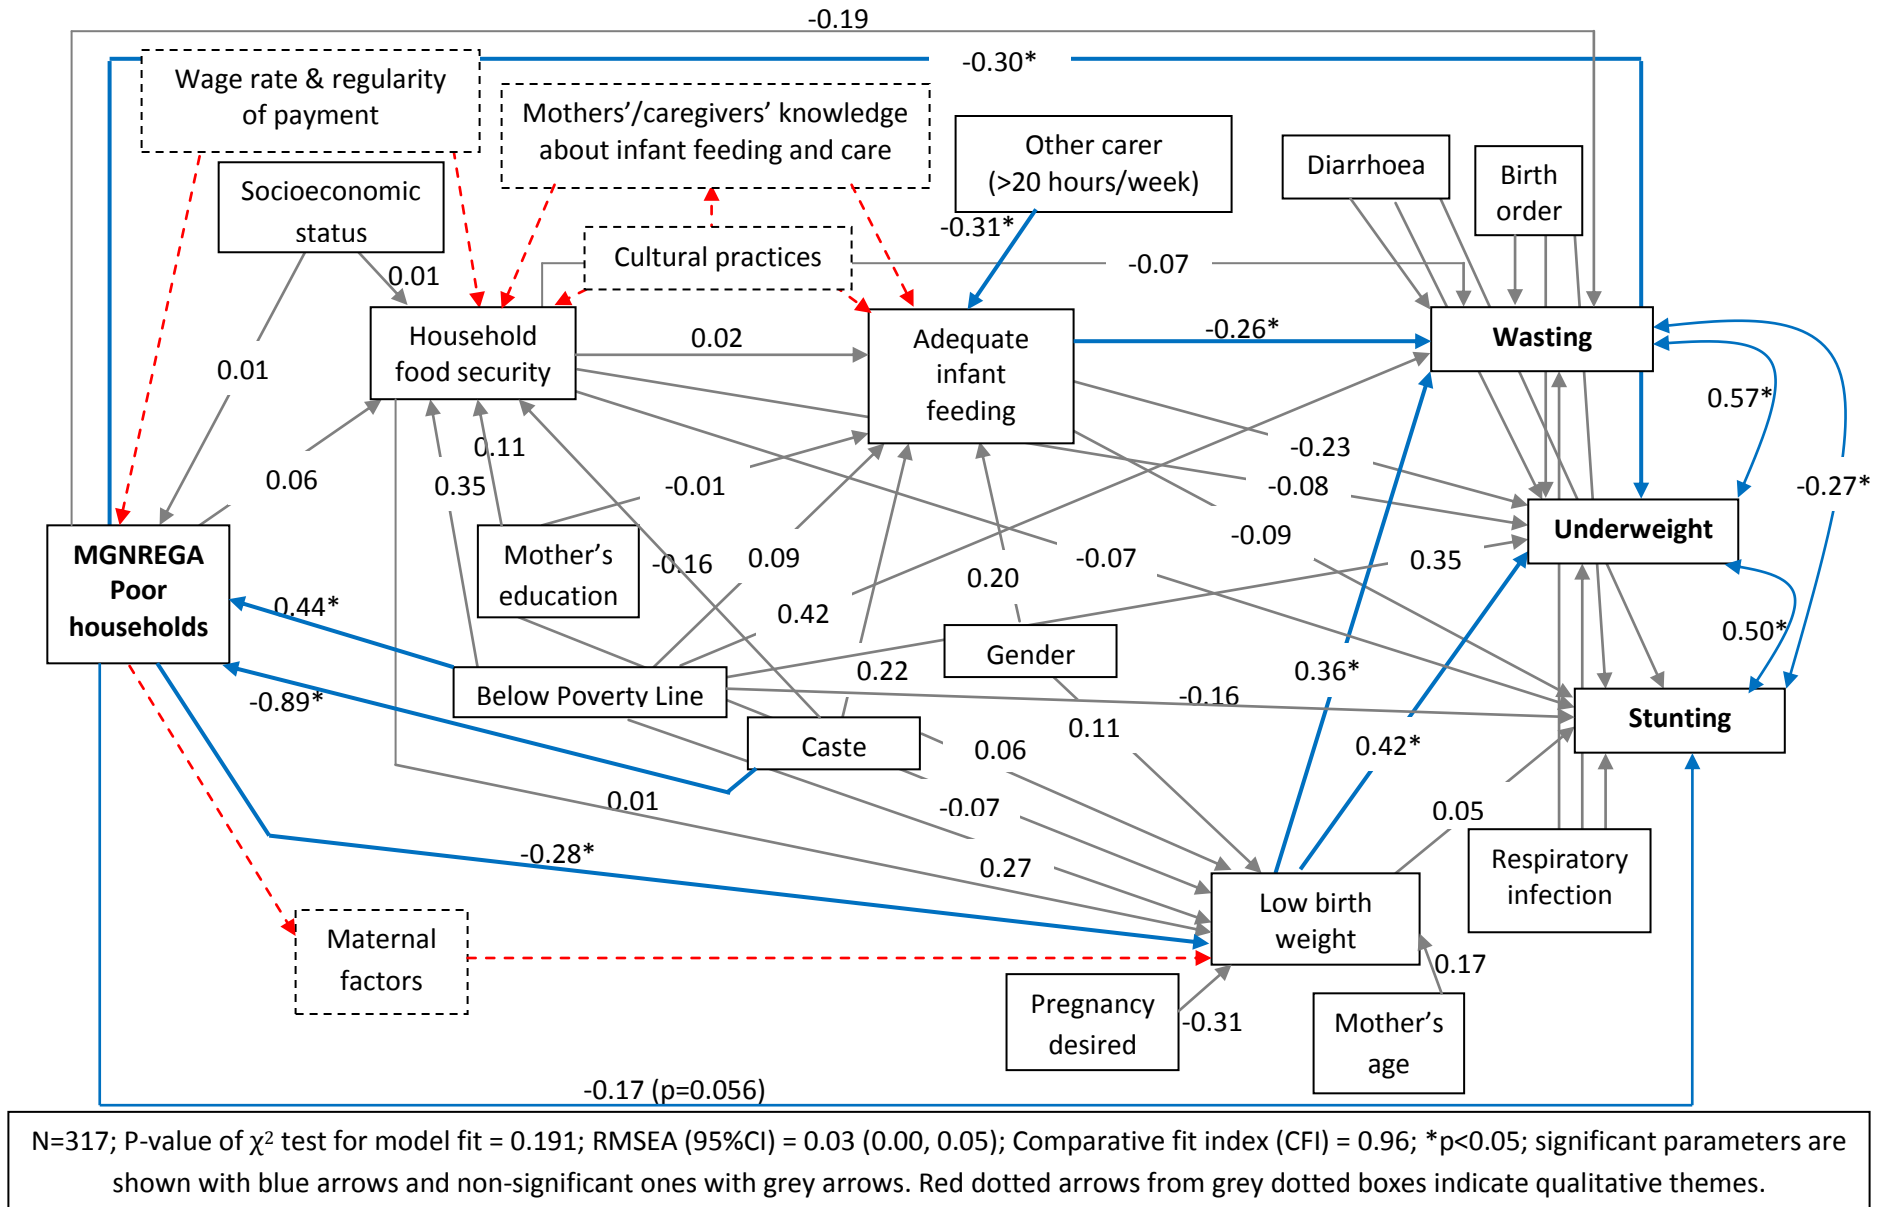 -0.19
-0.30*
Wage rate & regularity
of payment
Mothers’/caregivers’ knowledge
about infant feeding and care
Other carer
(>20 hours/week)
Diarrhoea
Birth
order
Socioeconomic
status
-0.31*
Cultural practices
-0.07
0.01
Household
food security
0.02
Adequate
infant
feeding
-0.26*
Wasting
0.01
0.57*
0.06
0.11
0.35
-0.01
-0.23
-0.08
-0.27*
MGNREGA
Poor
households
Mother’s
education
-0.16
0.09
0.20
-0.07
-0.09
0.35
Underweight
0.44*
0.42
Gender
0.22
0.36*
0.50*
Below Poverty Line
-0.89*
-0.16
Stunting
Caste
0.06
0.11
0.42*
0.01
-0.07
0.05
-0.28*
0.27
Respiratory
infection
Low birth
weight
Maternal
factors
0.17
Pregnancy
desired
-0.31
Mother’s
age
-0.17 (p=0.056)
N=317; P-value of χ² test for model fit = 0.191; RMSEA (95%CI) = 0.03 (0.00, 0.05); Comparative fit index (CFI) = 0.96; *p<0.05; significant parameters are
shown with blue arrows and non-significant ones with grey arrows. Red dotted arrows from grey dotted boxes indicate qualitative themes.